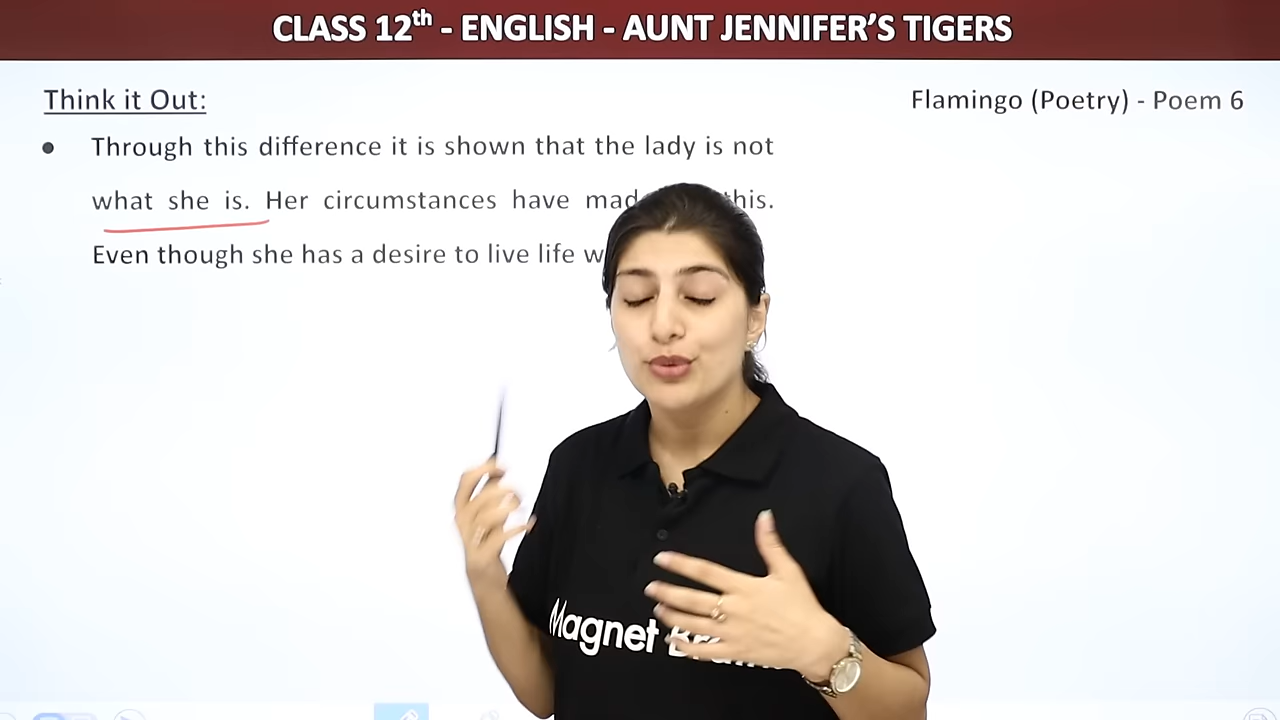 CLASS 12th - ENGLISH - AUNT JENNIFER'S TIGERS
Think it Out:
Flamingo (Poetry) - Poem 6
• Through this difference it is shown that the lady is not
what she is. Her circumstances have this.
Even though she has a desire to live life
Magnet